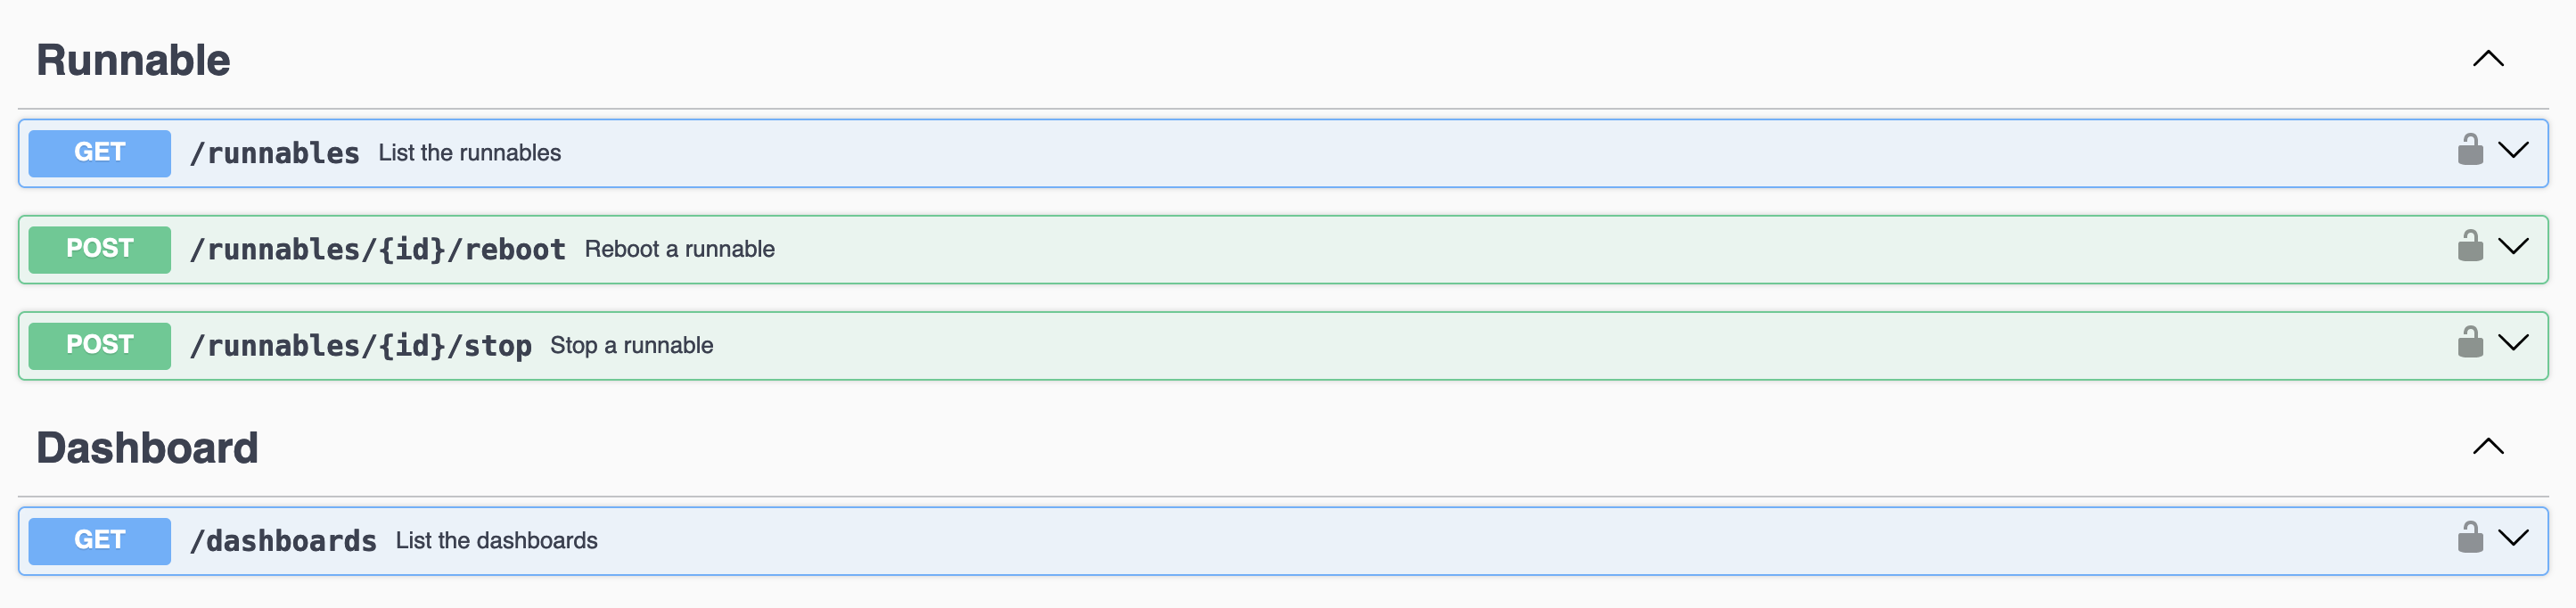 Runnable
GET /runnables List the runnables
POST /runnables/{id}/reboot Reboot a runnable
POST /runnables/{id}/stop Stop a runnable
Dashboard
GET /dashboards List the dashboards